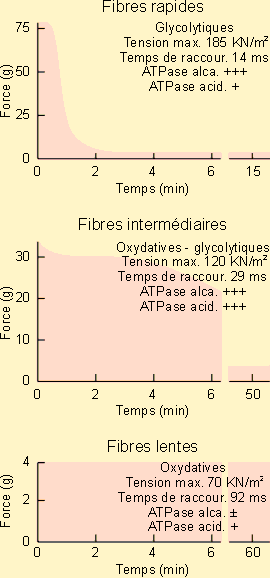 Fibres rapides
Glycolytiques
Tension max. 185 KN/m²
Temps de raccour. 14 ms
ATPase alca. +++
ATPase acid. +
Force (g)
75
50
25
0
0 2 4 6 15
Temps (min)
Fibres intermédiaires
Oxydatives - glycolytiques
Tension max. 120 KN/m²
Temps de raccour. 29 ms
ATPase alca. +++
ATPase acid. +++
Force (g)
30
20
10
0
0 2 4 6 50
Temps (min)
Fibres lentes
Oxydatives
Tension max. 70 KN/m²
Temps de raccour. 92 ms
ATPase alca. ±
ATPase acid. +
Force (g)
4
2
0
0 2 4 6 60
Temps (min)